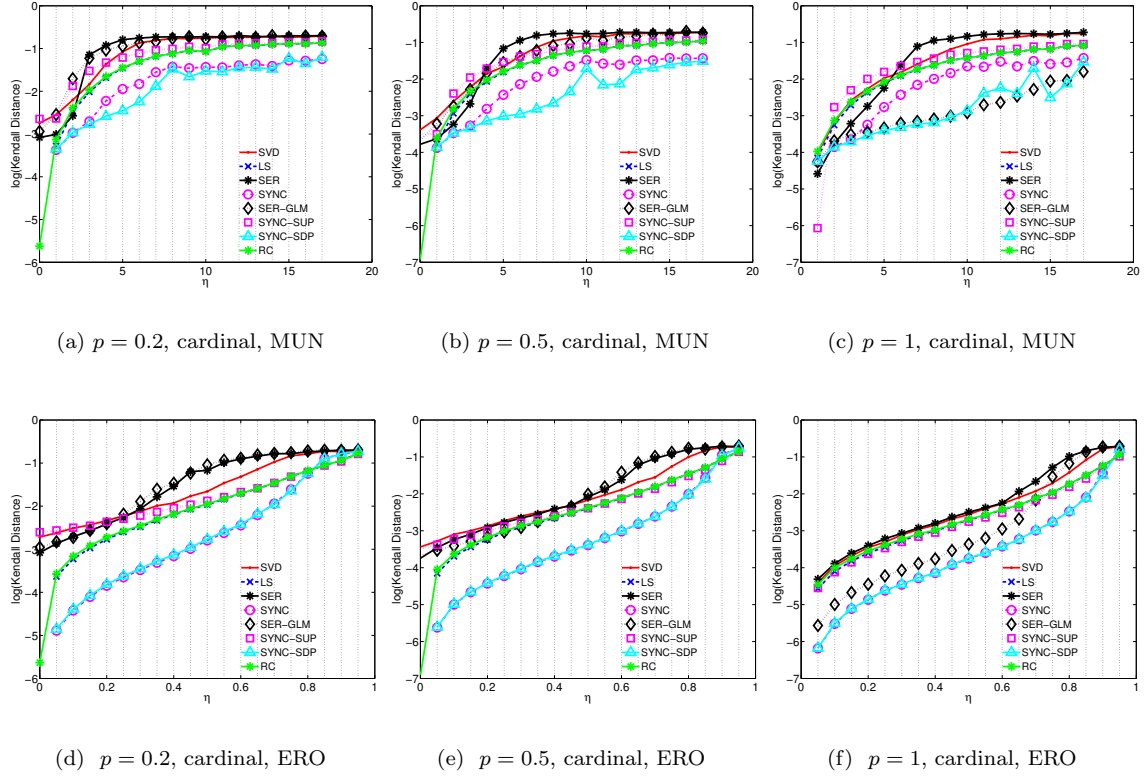 0
−1
−2
−3
−4
−5
−6
log(Kendall Distance)
0 5 10 15 20
η
SVD
LS
SER
SYNC
SER−GLM
SYNC−SUP
SYNC−SDP
RC
(a) p = 0.2, cardinal, MUN
0
−1
−2
−3
−4
−5
−6
−7
log(Kendall Distance)
0 5 10 15 20
η
SVD
LS
SER
SYNC
SER−GLM
SYNC−SUP
SYNC−SDP
RC
(b) p = 0.5, cardinal, MUN
0
−1
−2
−3
−4
−5
−6
−7
log(Kendall Distance)
0 5 10 15 20
η
SVD
LS
SER
SYNC
SER−GLM
SYNC−SUP
SYNC−SDP
RC
(c) p = 1, cardinal, MUN
0
−1
−2
−3
−4
−5
−6
log(Kendall Distance)
0 0.2 0.4 0.6 0.8 1
η
SVD
LS
SER
SYNC
SER−GLM
SYNC−SUP
SYNC−SDP
RC
(d) p = 0.2, cardinal, ERO
0
−1
−2
−3
−4
−5
−6
−7
log(Kendall Distance)
0 0.2 0.4 0.6 0.8 1
η
SVD
LS
SER
SYNC
SER−GLM
SYNC−SUP
SYNC−SDP
RC
(e) p = 0.5, cardinal, ERO
0
−1
−2
−3
−4
−5
−6
−7
log(Kendall Distance)
0 0.2 0.4 0.6 0.8 1
η
SVD
LS
SER
SYNC
SER−GLM
SYNC−SUP
SYNC−SDP
RC
(f) p = 1, cardinal, ERO